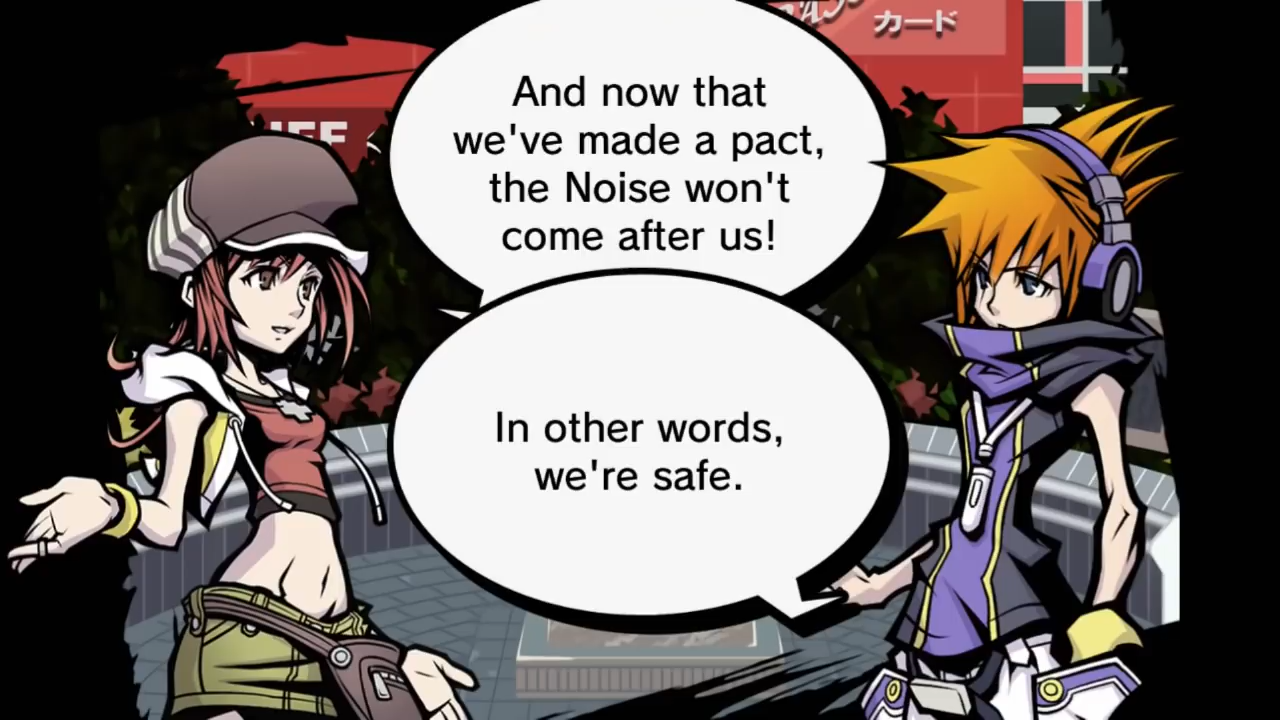 カード
And now that
we've made a pact,
the Noise won't
come after us!
In other words,
we're safe.